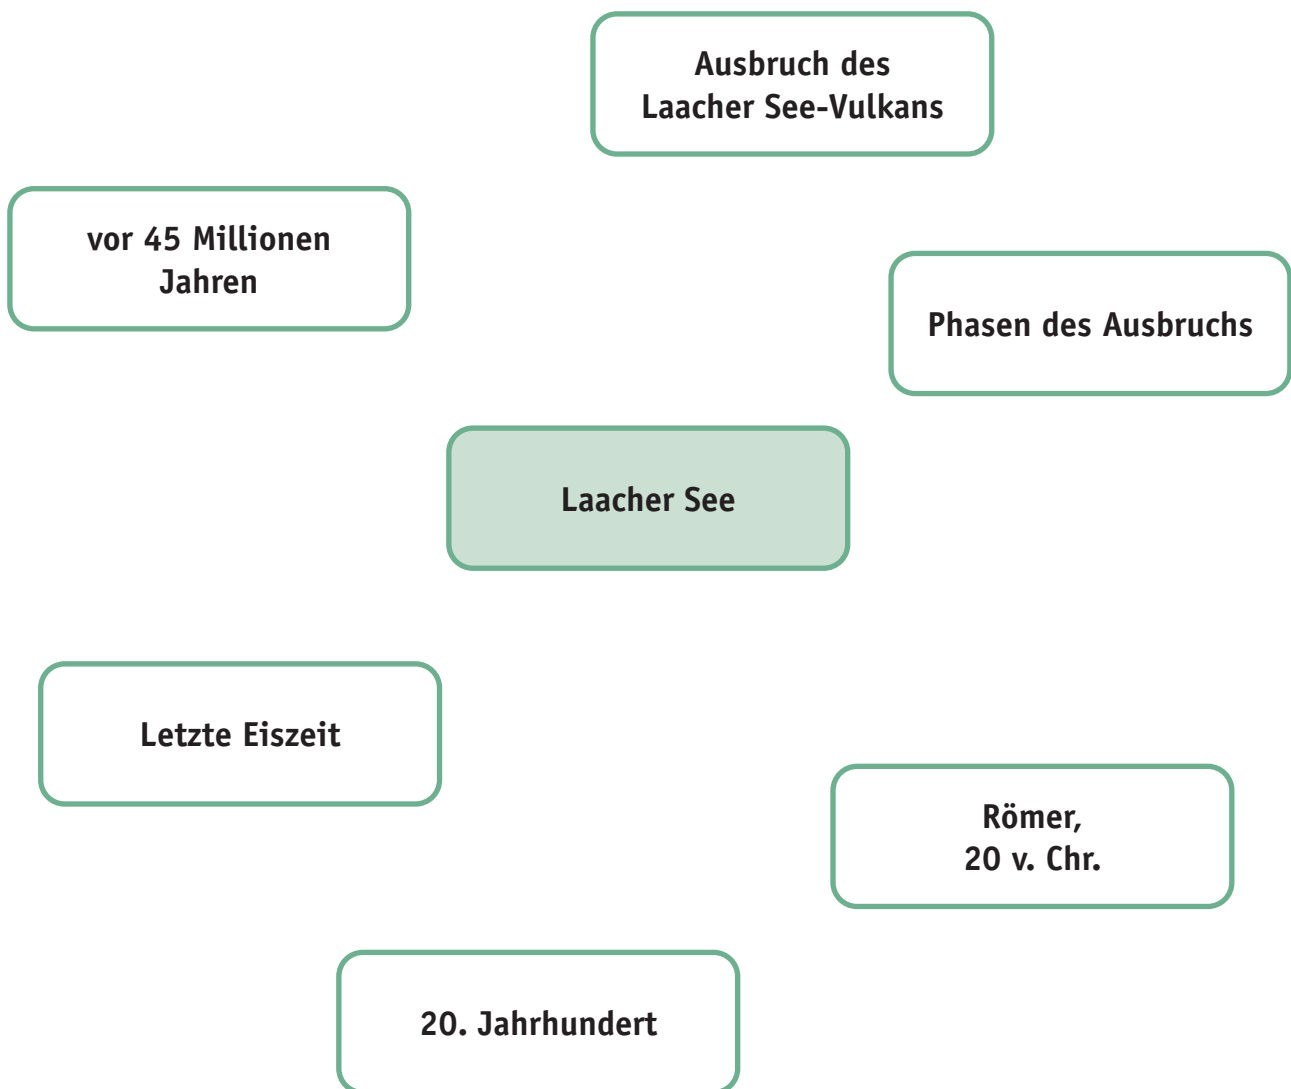 Ausbruch des
Laacher See-Vulkans
vor 45 Millionen
Jahren
Phasen des Ausbruchs
Laacher See
Letzte Eiszeit
Römer,
20 v. Chr.
20. Jahrhundert